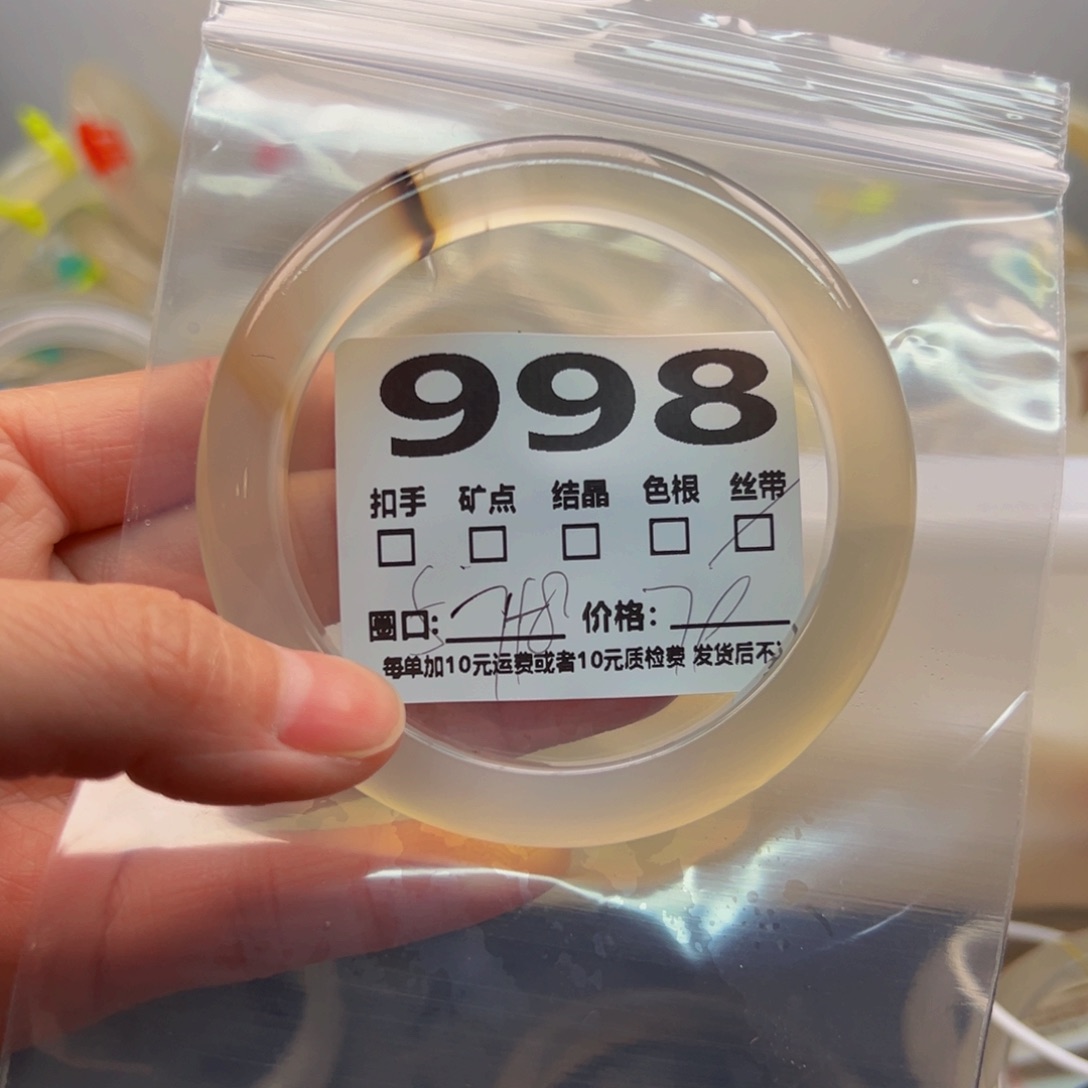 998
扣手 矿点 结晶 色根 丝带
圈口: 价格: 70
每单加10元运费或者10元质检费 发货后不